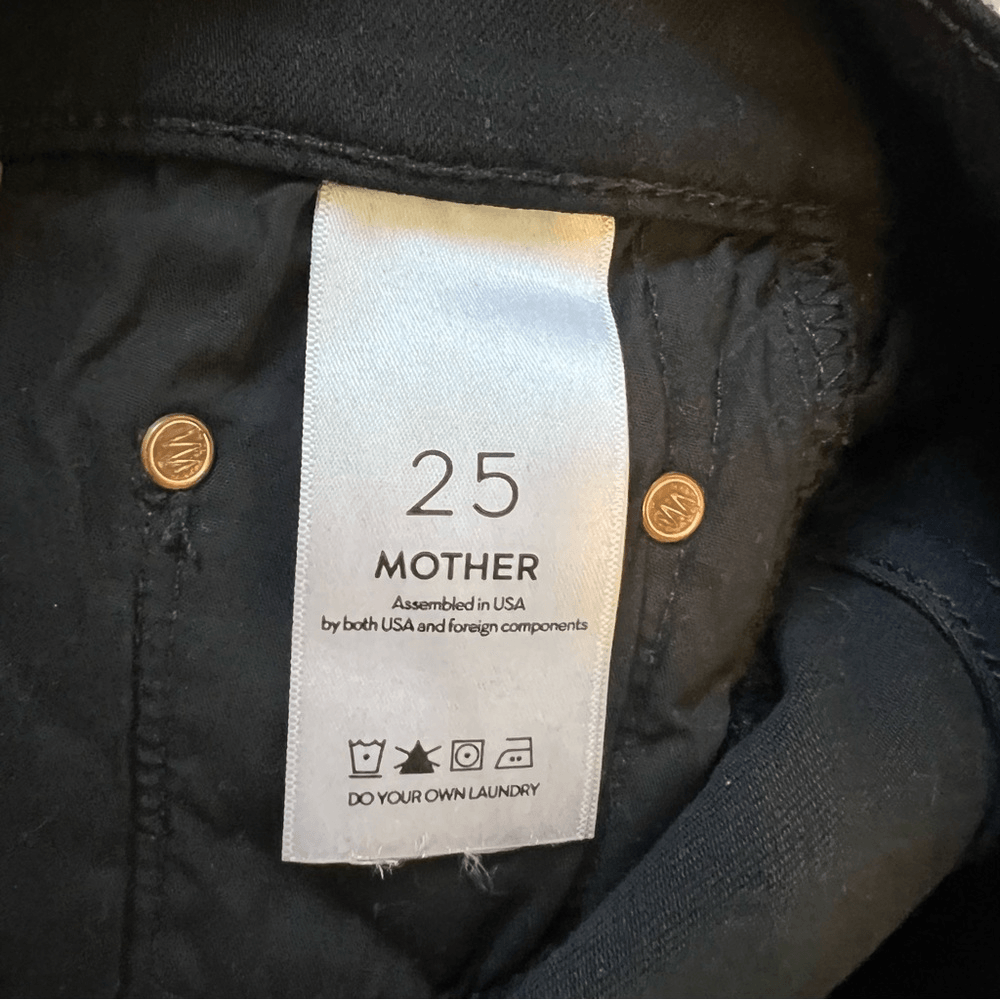 25
MOTHER
Assembled in USA
by both USA and foreign components
DO YOUR OWN LAUNDRY